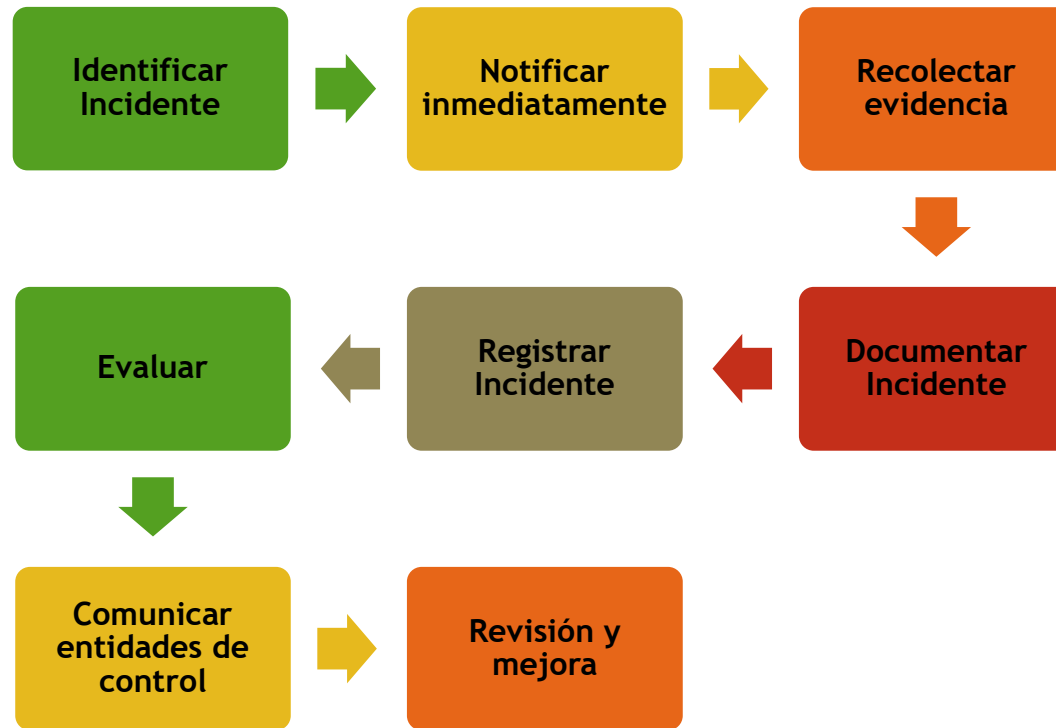 Identificar
Incidente
Notificar
inmediatamente
Recolectar
evidencia
Documentar
Incidente
Registrar
Incidente
Evaluar
Comunicar
entidades de
control
Revisión y
mejora